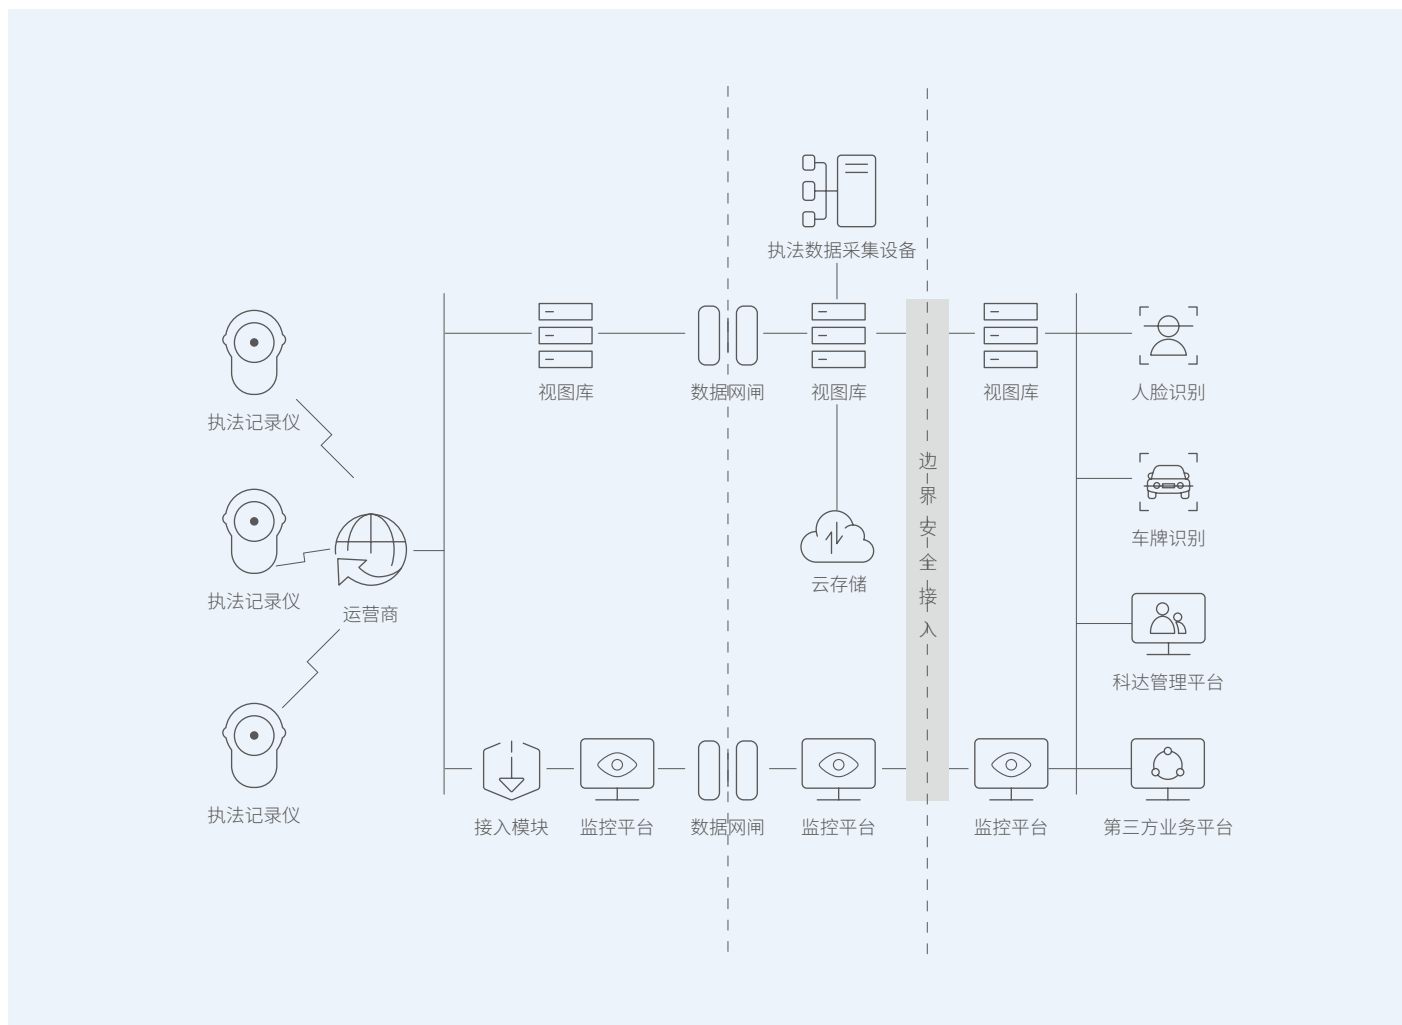 执法数据采集设备
执法记录仪
视图库
数据网闸
视图库
视图库
人脸识别
边界安全接入
车牌识别
执法记录仪
运营商
云存储
科达管理平台
执法记录仪
接入模块
监控平台
数据网闸
监控平台
监控平台
第三方业务平台